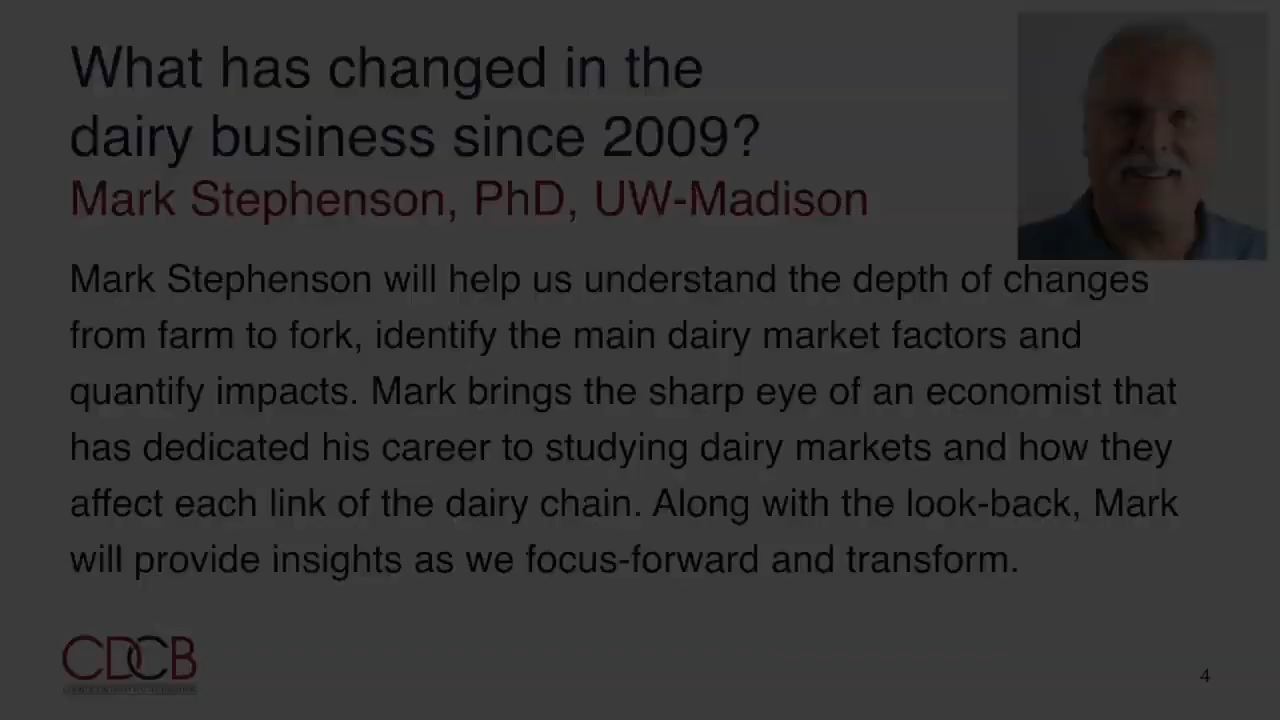 What has changed in the
dairy business since 2009?
Mark Stephenson, PhD, UW-Madison
Mark Stephenson will help us understand the depth of changes
from farm to fork, identify the main dairy market factors and
quantify impacts. Mark brings the sharp eye of an economist that
has dedicated his career to studying dairy markets and how they
affect each link of the dairy chain. Along with the look-back, Mark
will provide insights as we focus-forward and transform.
CDCB
4